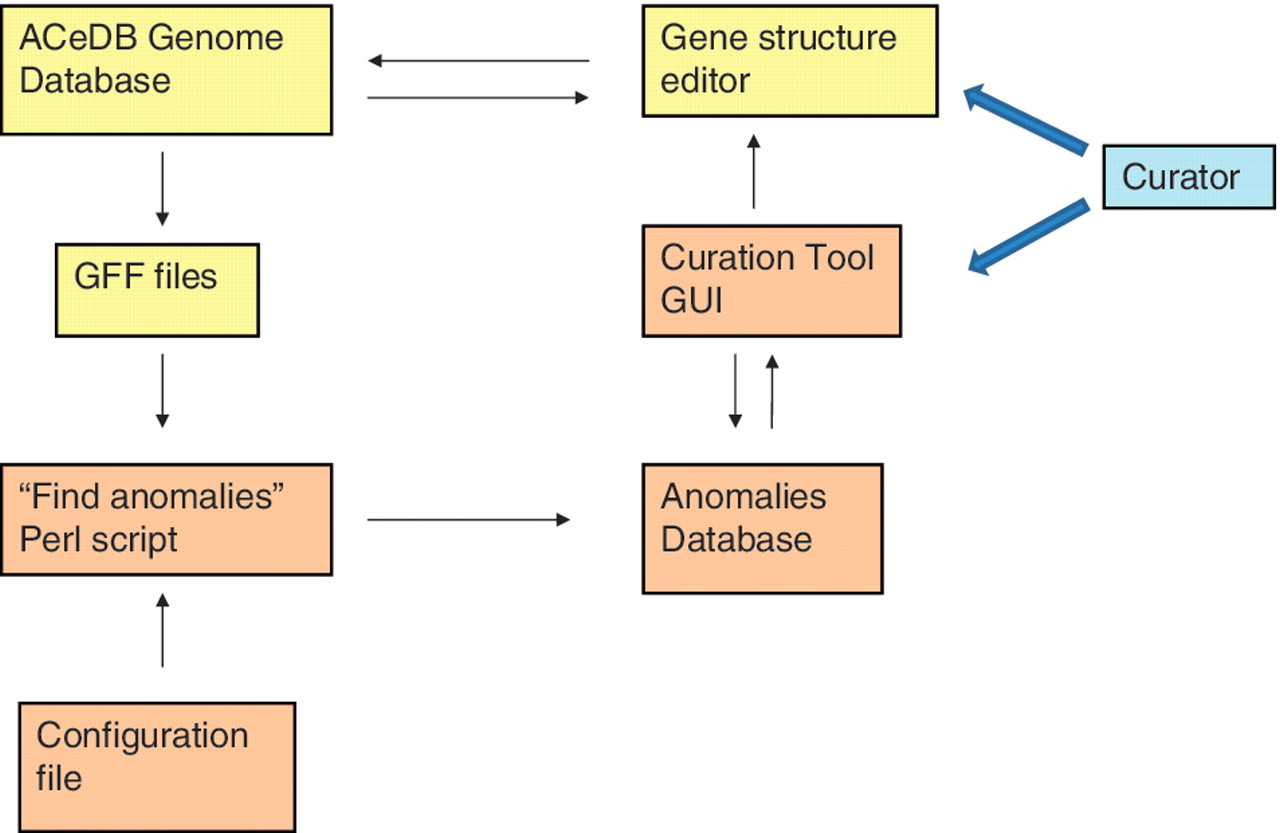 ACeDB Genome
Database
Gene structure
editor
Curator
GFF files
Curation Tool
GUI
“Find anomalies”
Perl script
Anomalies
Database
Configuration
file